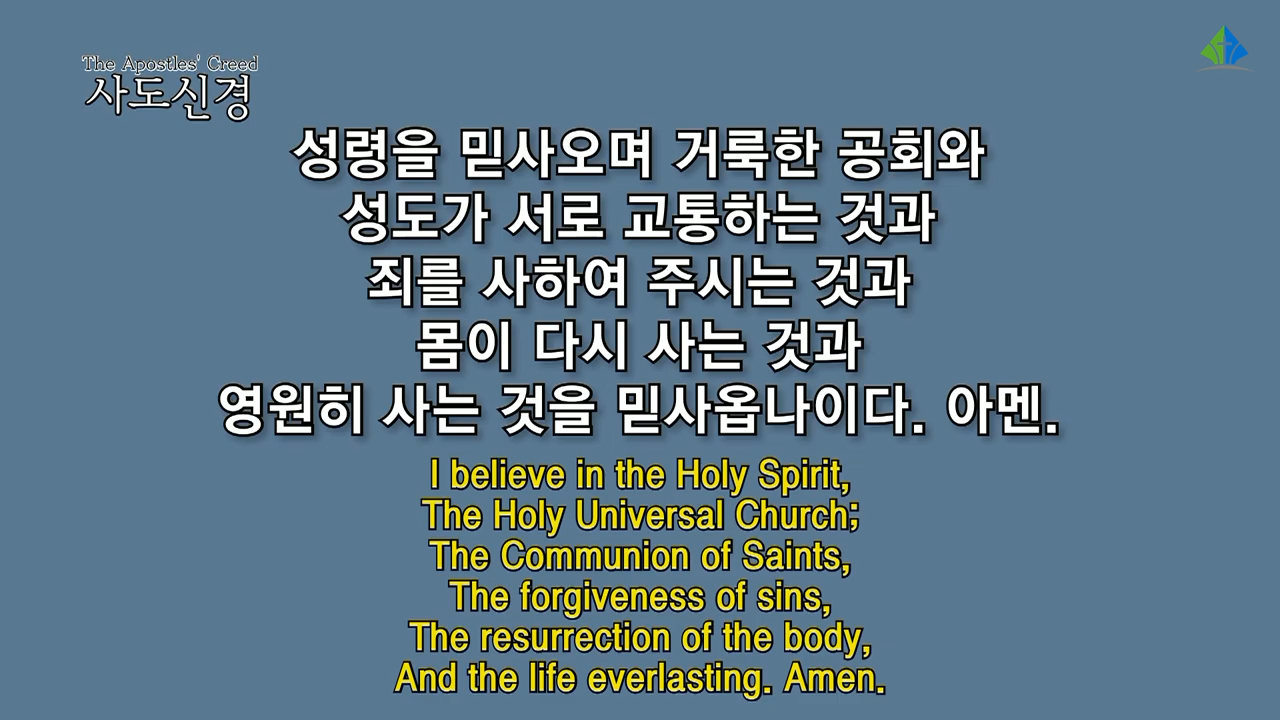 The Apostles' Creed
사도신경
성령을 믿사오며 거룩한 공회와
성도가 서로 교통하는 것과
죄를 사하여 주시는 것과
몸이 다시 사는 것과
영원히 사는 것을 믿사옵나이다. 아멘.
I believe in the Holy Spirit,
The Holy Universal Church;
The Communion of Saints,
The forgiveness of sins,
The resurrection of the body,
And the life everlasting. Amen.